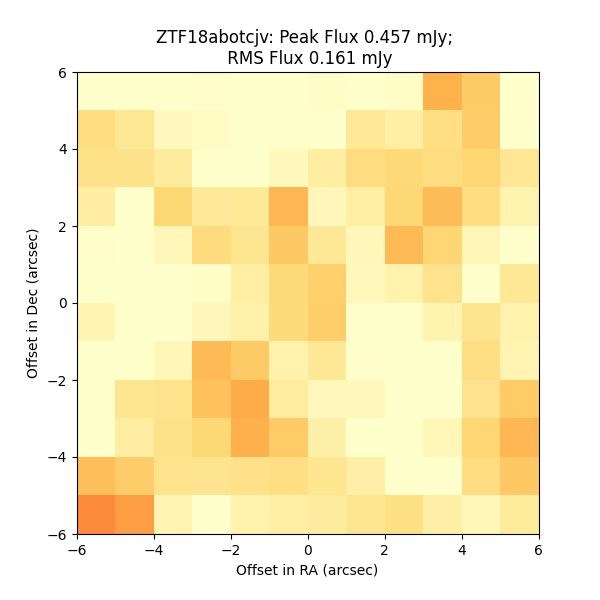 ZTF18abotcjv: Peak Flux 0.457 mJy;
RMS Flux 0.161 mJy
6
4
2
0
−2
−4
−6
Offset in Dec (arcsec)
−6 −4 −2 0 2 4 6
Offset in RA (arcsec)